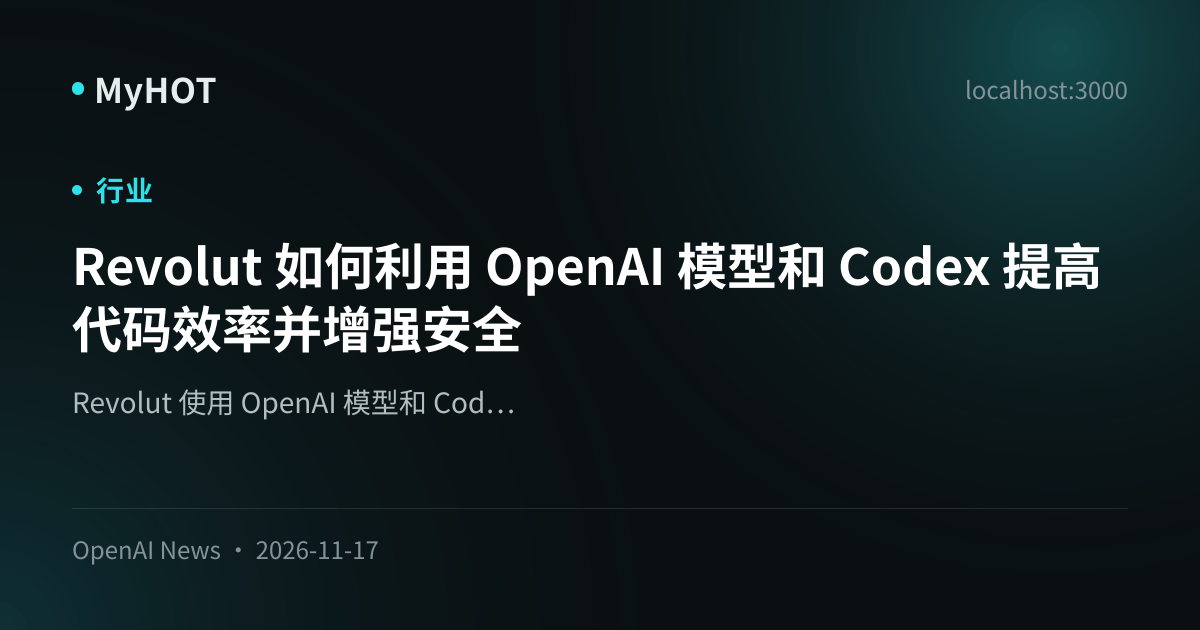 MyHOT
localhost:3000
行业
Revolut 如何利用 OpenAI 模型和 Codex 提高
代码效率并增强安全
Revolut 使用 OpenAI 模型和 Cod…
OpenAI News · 2026-11-17